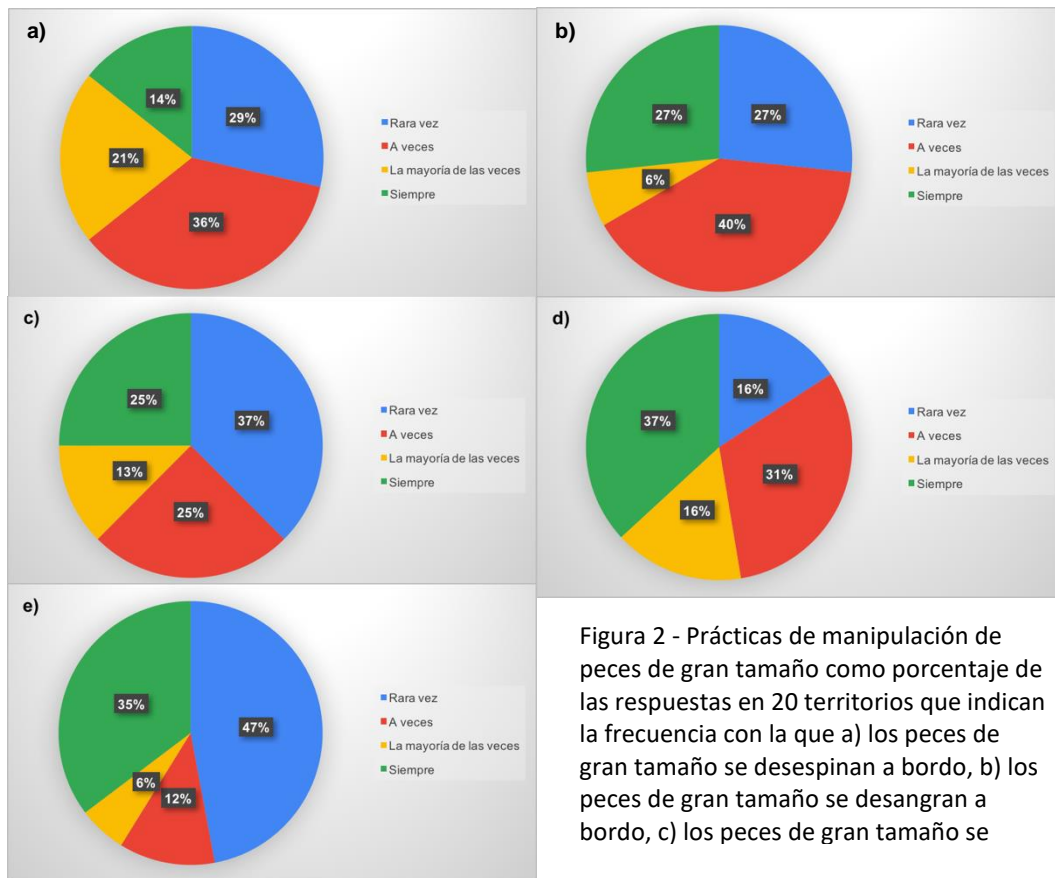 a)
29%
36%
21%
14%
Rara vez
A veces
La mayoría de las veces
Siempre
b)
27%
40%
6%
27%
Rara vez
A veces
La mayoría de las veces
Siempre
c)
37%
25%
13%
25%
Rara vez
A veces
La mayoría de las veces
Siempre
d)
16%
31%
16%
37%
Rara vez
A veces
La mayoría de las veces
Siempre
e)
47%
12%
6%
35%
Rara vez
A veces
La mayoría de las veces
Siempre
Figura 2 - Prácticas de manipulación de
peces de gran tamaño como porcentaje de
las respuestas en 20 territorios que indican
la frecuencia con la que a) los peces de
gran tamaño se desespinan a bordo, b) los
peces de gran tamaño se desangran a
bordo, c) los peces de gran tamaño se